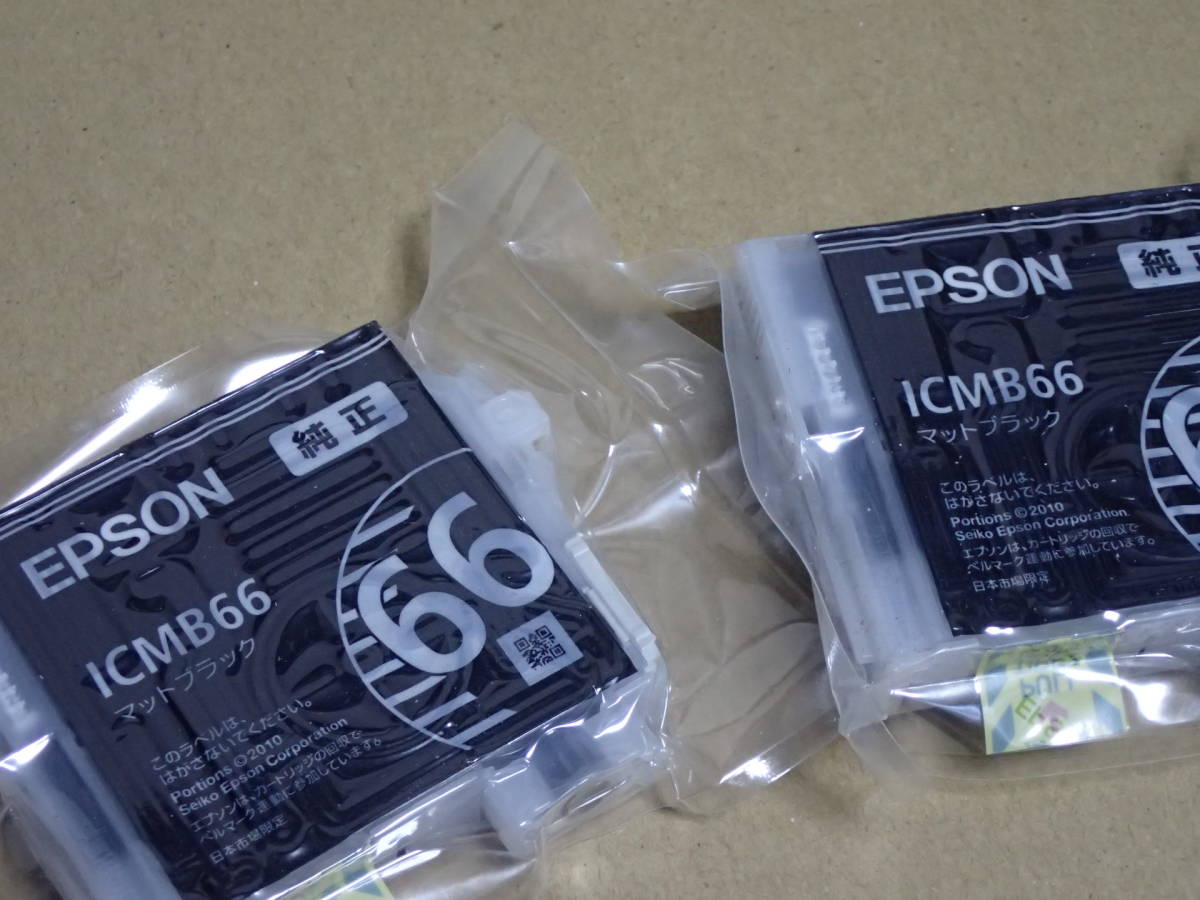 EPSON
純正
ICMB66
マットブラック
66
このラベルは、
はがさないでください。
Portions ©2010
Seiko Epson Corporation
エプソンは、カートリッジの回収で
ベルマーク運動に参加しています。
日本市場限定
EPSON
純正
ICMB66
マットブラック
このラベルは、
はがさないでください。
Portions ©2010
Seiko Epson Corporation
エプソンは、カートリッジの回収で
ベルマーク運動に参加しています。
日本市場限定
PULL